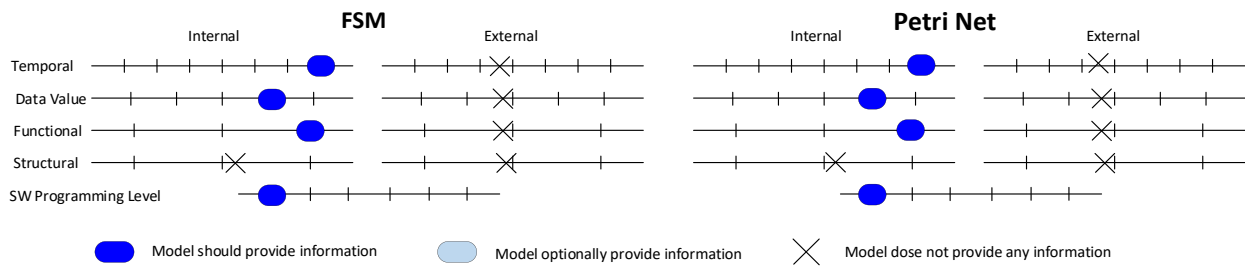 FSM
Petri Net
Internal
External
Internal
External
Temporal
Data Value
Functional
Structural
SW Programming Level
Model should provide information
Model optionally provide information
Model dose not provide any information